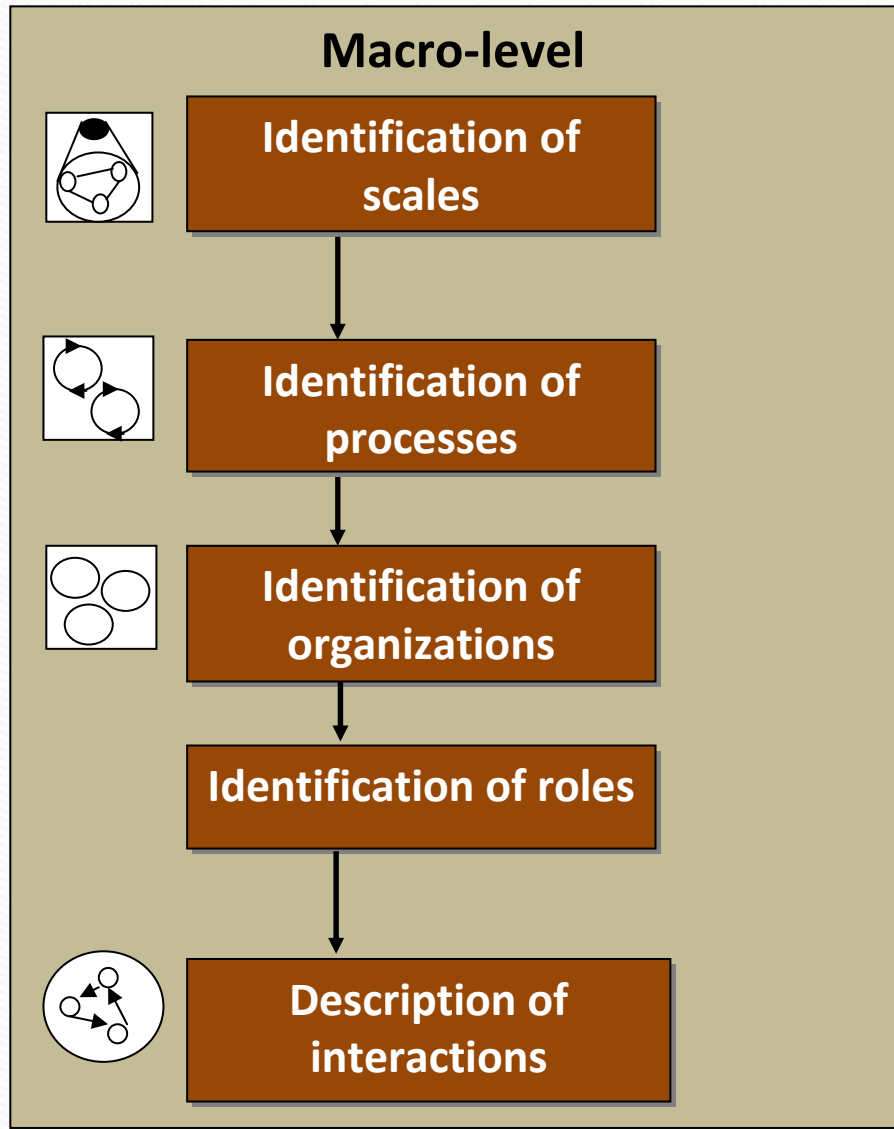 Macro-level
Identification of
scales
Identification of
processes
Identification of
organizations
Identification of roles
Description of
interactions